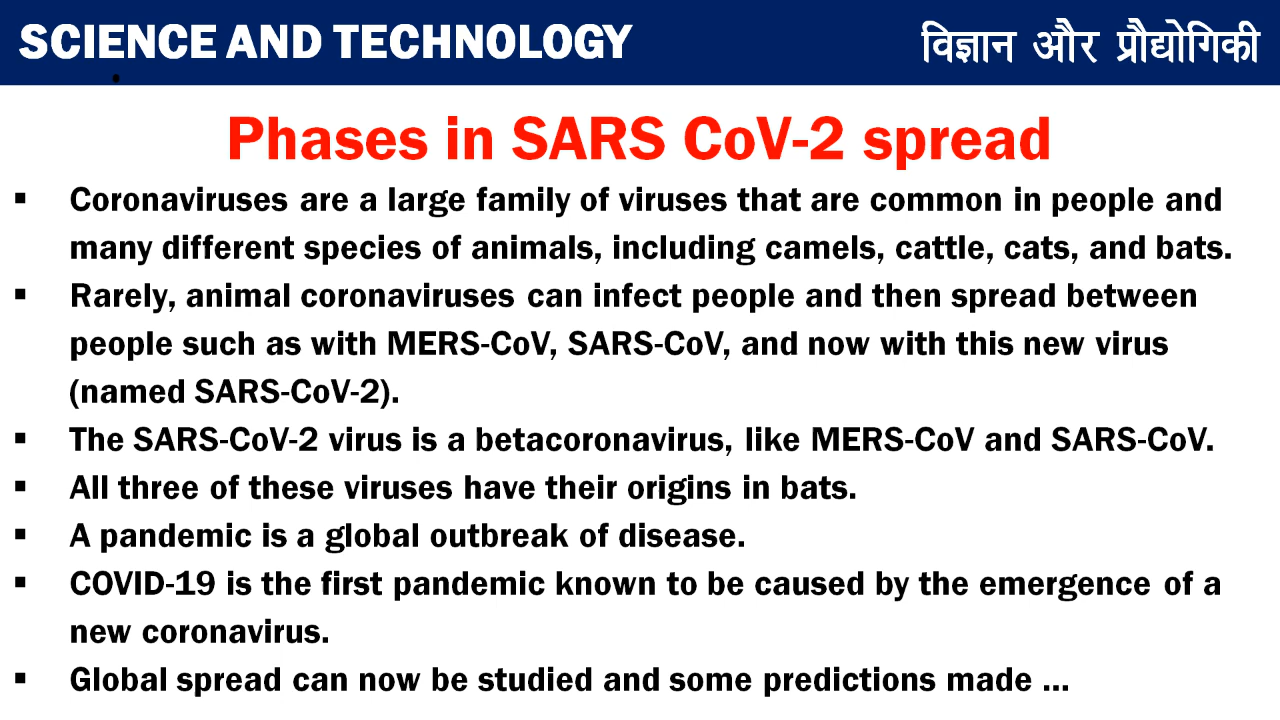 SCIENCE AND TECHNOLOGY
विज्ञान और प्रौद्योगिकी
Phases in SARS CoV-2 spread
▪ Coronaviruses are a large family of viruses that are common in people and
many different species of animals, including camels, cattle, cats, and bats.
▪ Rarely, animal coronaviruses can infect people and then spread between
people such as with MERS-CoV, SARS-CoV, and now with this new virus
(named SARS-CoV-2).
▪ The SARS-CoV-2 virus is a betacoronavirus, like MERS-CoV and SARS-CoV.
▪ All three of these viruses have their origins in bats.
▪ A pandemic is a global outbreak of disease.
▪ COVID-19 is the first pandemic known to be caused by the emergence of a
new coronavirus.
▪ Global spread can now be studied and some predictions made ...